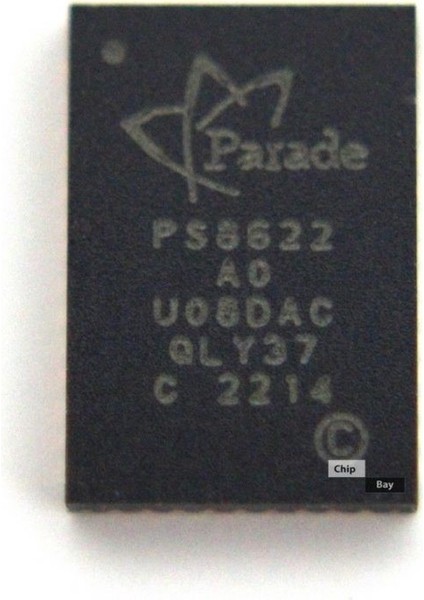 Parade
PS8622
A0
U08DAC
QLY37
C 2214
©
Chip
Bay